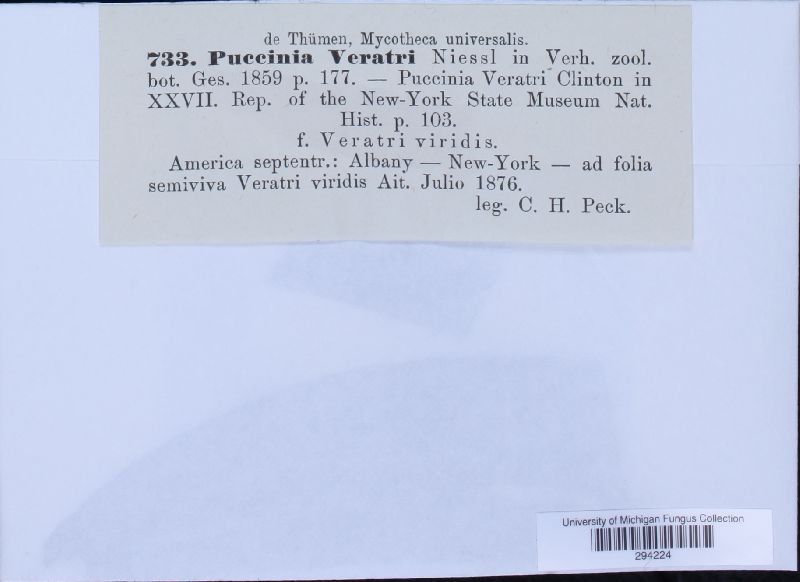 de Thümen, Mycotheca universalis.
733. Puccinia Veratri Niessl in Verh. zool.
bot. Ges. 1859 p. 177. — Puccinia Veratri Clinton in
XXVII. Rep. of the New-York State Museum Nat.
Hist. p. 103.
f. Veratri viridis.
America septentr.: Albany — New-York — ad folia
semiviva Veratri viridis Ait. Julio 1876.
leg. C. H. Peck.
University of Michigan Fungus Collection
294224